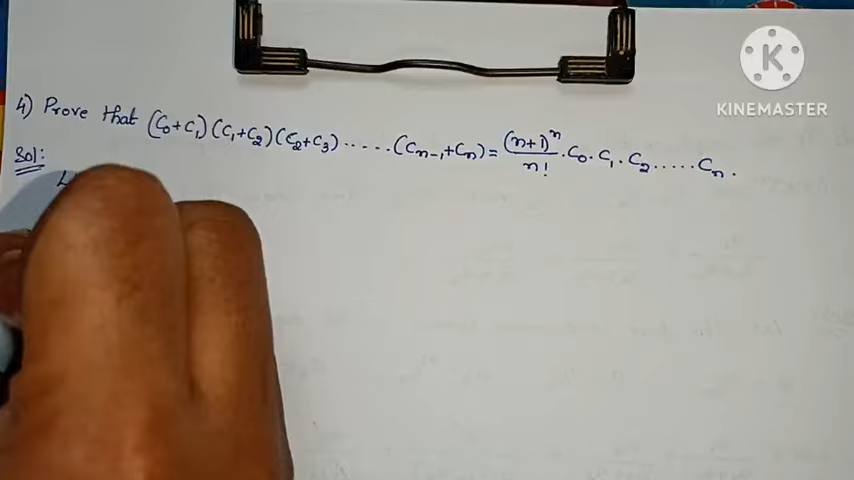 4) Prove that (C₀+C₁)(C₁+C₂)(C₂+C₃).....(Cₙ₋₁+Cₙ) = (n+1)ⁿ/n! . C₀. C₁. C₂ ..... Cₙ .
Sol:
K
KINEMASTER